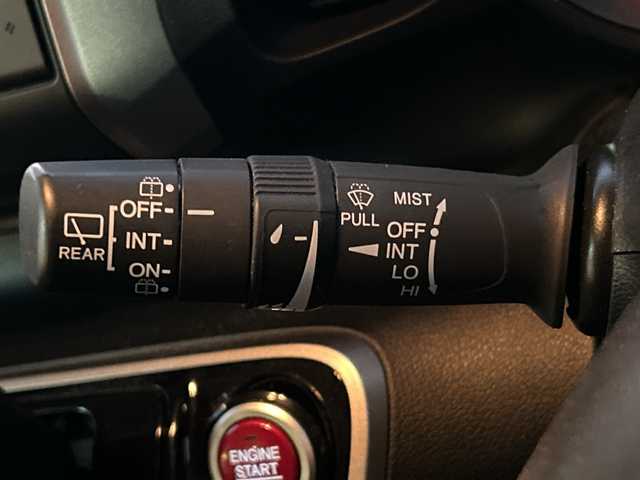 REAR
OFF
INT
ON
PULL
MIST
OFF
INT
LO
HI
ENGINE
START